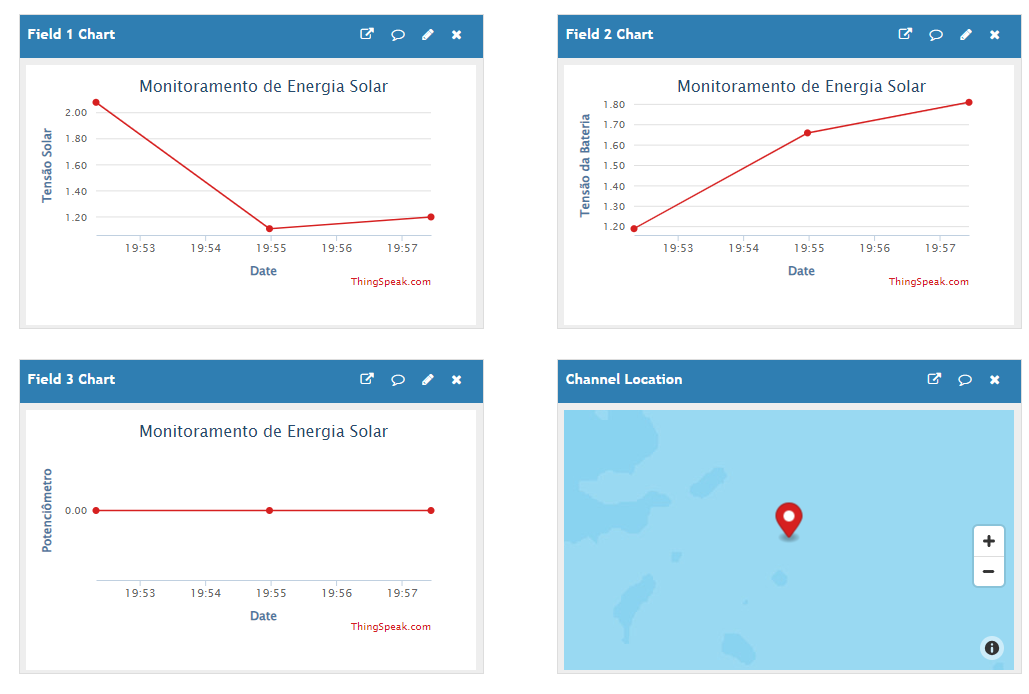 Field 1 Chart
Monitoramento de Energia Solar
Tensão Solar
2.00
1.80
1.60
1.40
1.20
19:53 19:54 19:55 19:56 19:57
Date
ThingSpeak.com
Field 2 Chart
Monitoramento de Energia Solar
Tensão da Bateria
1.80
1.70
1.60
1.50
1.40
1.30
1.20
19:53 19:54 19:55 19:56 19:57
Date
ThingSpeak.com
Field 3 Chart
Monitoramento de Energia Solar
Potenciômetro
0.00
19:53 19:54 19:55 19:56 19:57
Date
ThingSpeak.com
Channel Location